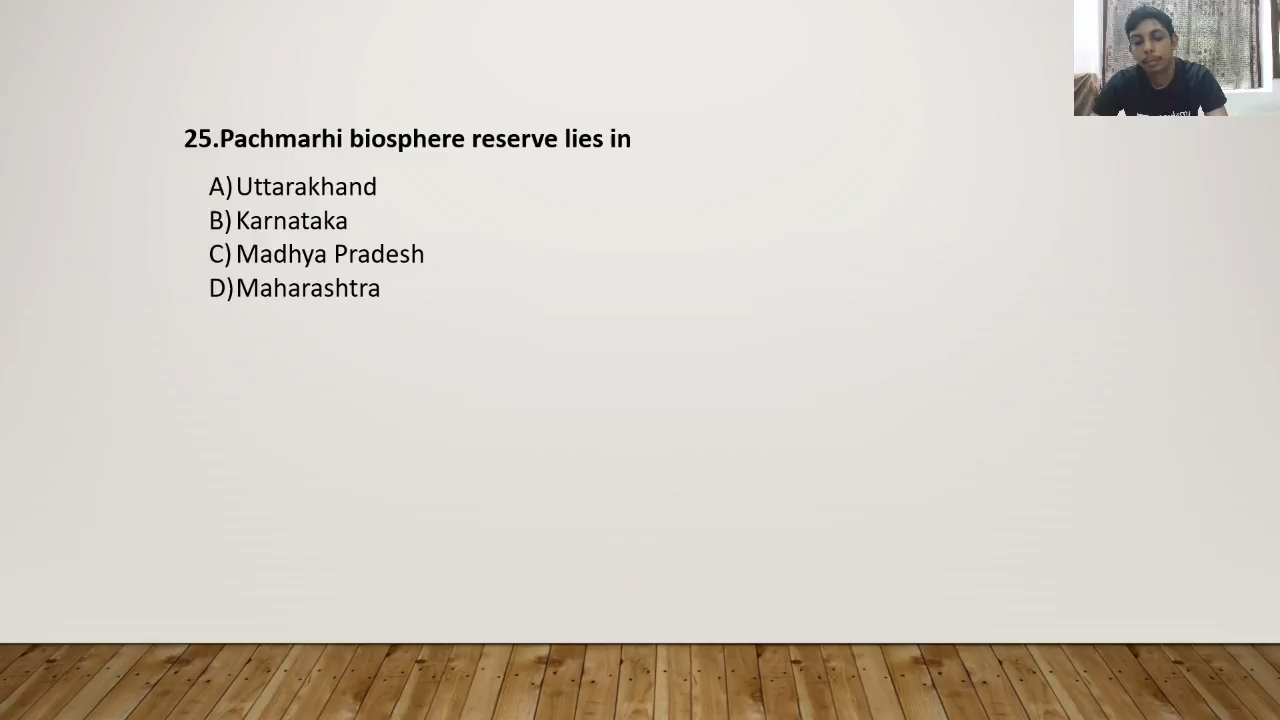 25.Pachmarhi biosphere reserve lies in
A)Uttarakhand
B)Karnataka
C)Madhya Pradesh
D)Maharashtra